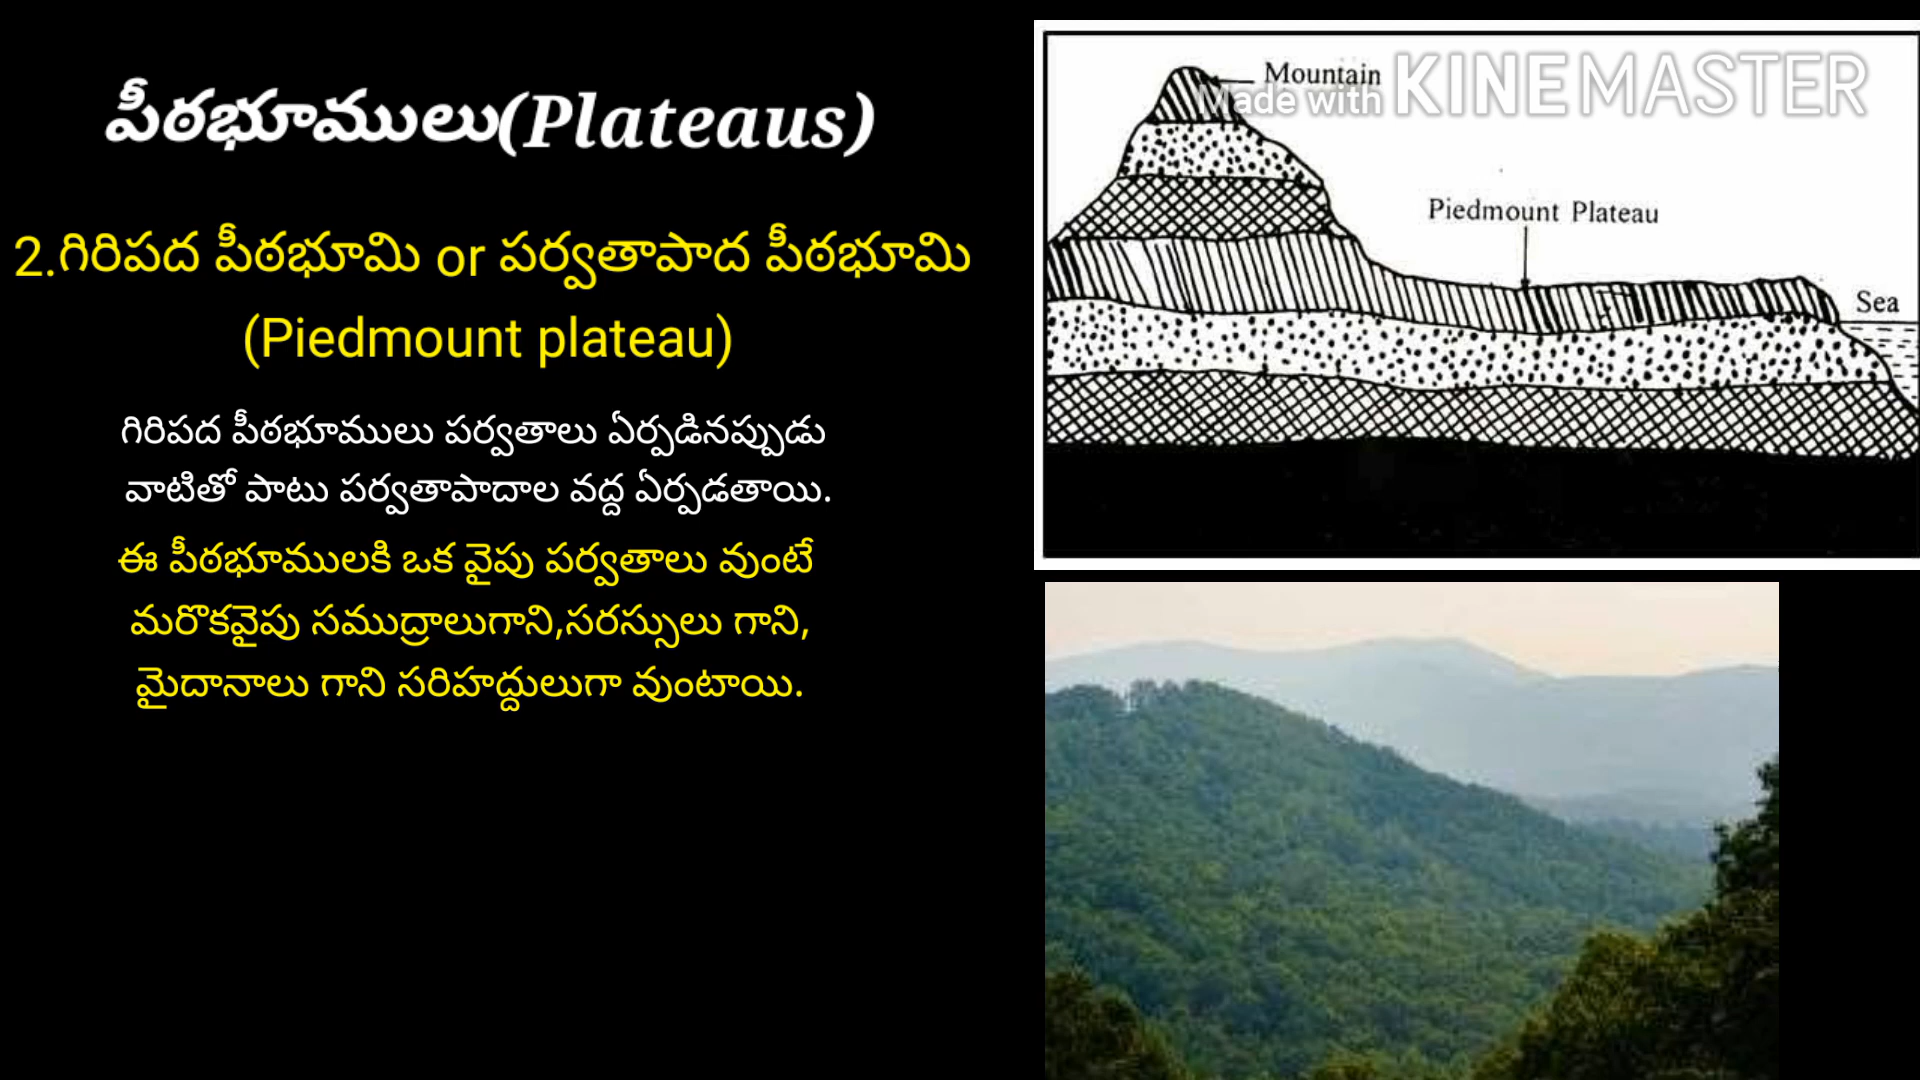 పీఠభూములు(Plateaus)
2.గిరిపద పీఠభూమి or పర్వతాపాద పీఠభూమి
(Piedmount plateau)
గిరిపద పీఠభూములు పర్వతాలు ఏర్పడినప్పుడు
వాటితో పాటు పర్వతాపాదాల వద్ద ఏర్పడతాయి.
ఈ పీఠభూములకి ఒక వైపు పర్వతాలు వుంటే
మరొకవైపు సముద్రాలుగాని,సరస్సులు గాని,
మైదానాలు గాని సరిహద్దులుగా వుంటాయి.
Mountain
Made with KINEMASTER
Piedmount Plateau
Sea